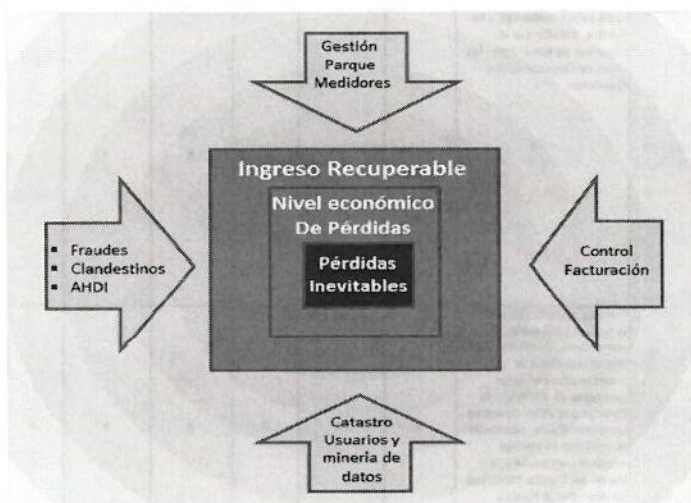 Gestión
Parque
Medidores
Ingreso Recuperable
Nivel económico
De Pérdidas
Pérdidas
Inevitables
▪ Fraudes
▪ Clandestinos
▪ AHDI
Control
Facturación
Catastro
Usuarios y
mineria de
datos